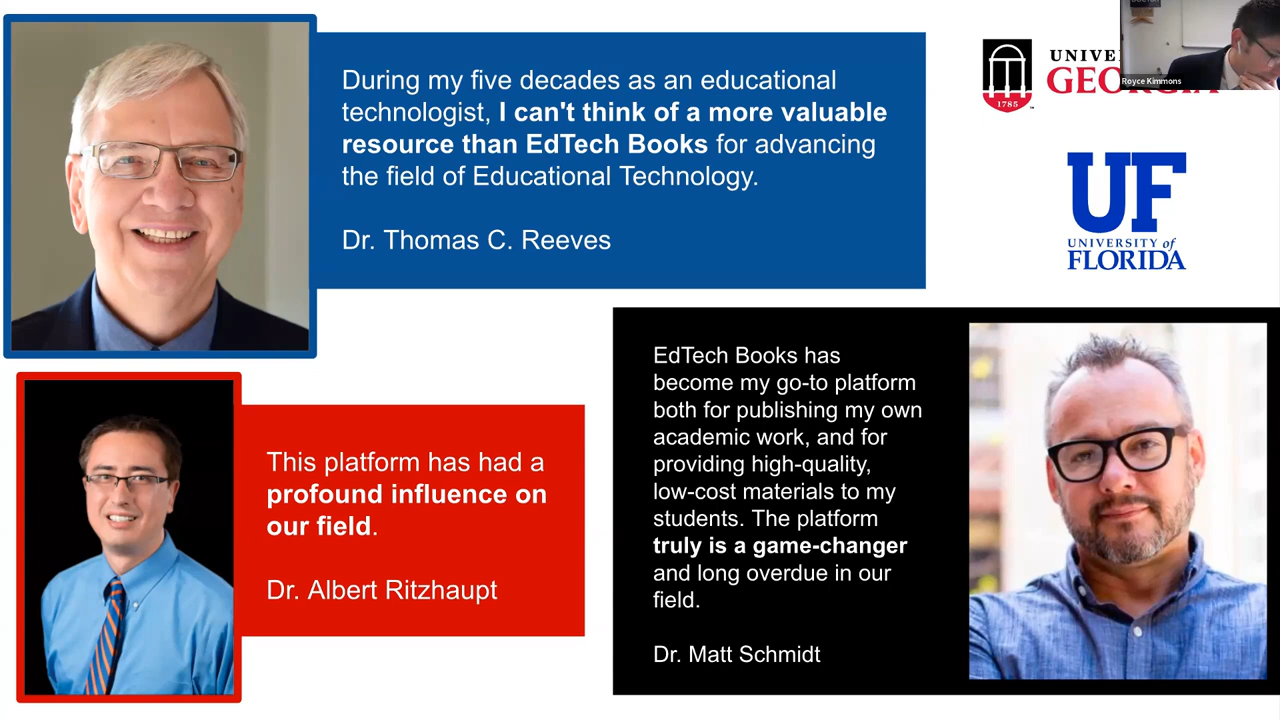 During my five decades as an educational
technologist, I can't think of a more valuable
resource than EdTech Books for advancing
the field of Educational Technology.
Dr. Thomas C. Reeves
1785
Royce Kimmons
UF
UNIVERSITY of
FLORIDA
This platform has had a
profound influence on
our field.
Dr. Albert Ritzhaupt
EdTech Books has
become my go-to platform
both for publishing my own
academic work, and for
providing high-quality,
low-cost materials to my
students. The platform
truly is a game-changer
and long overdue in our
field.
Dr. Matt Schmidt